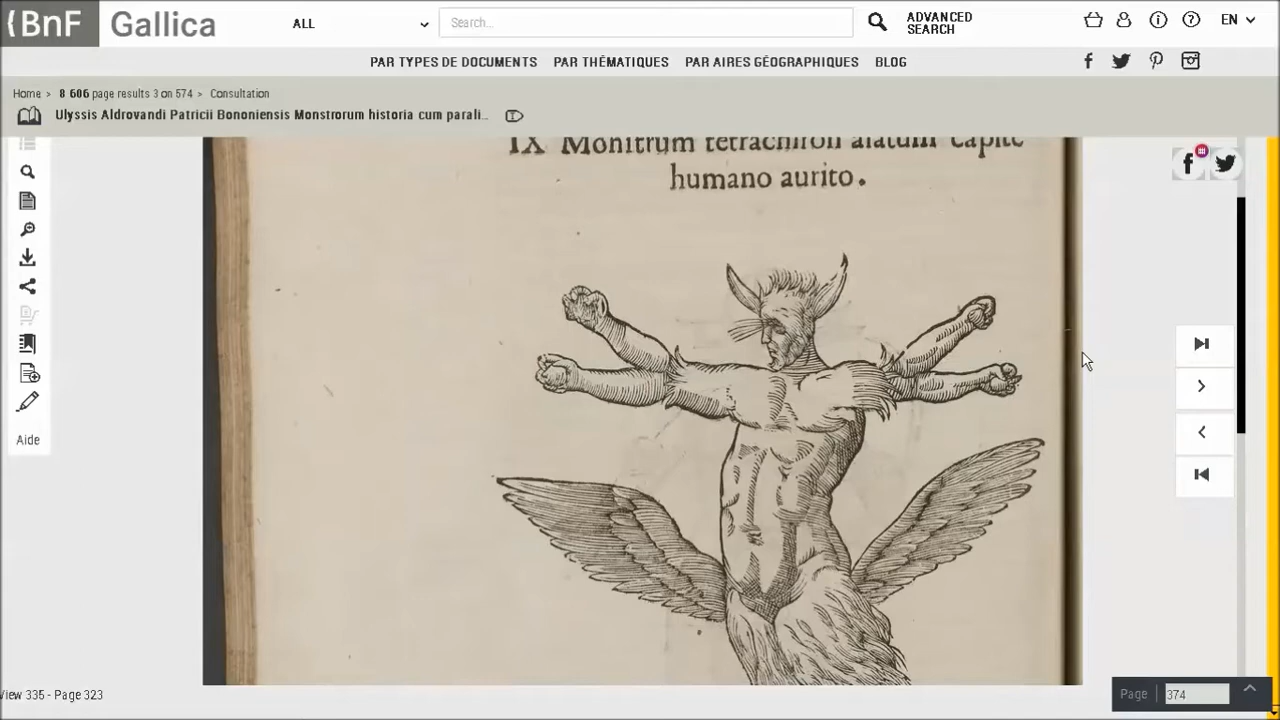 BnF Gallica
ALL
Search...
ADVANCED
SEARCH
EN
PAR TYPES DE DOCUMENTS PAR THÉMATIQUES PAR AIRES GÉOGRAPHIQUES BLOG
Home > 8 606 page results 3 on 574 > Consultation
Ulyssis Aldrovandi Patricii Bononiensis Monstrorum historia cum parali..
IX Monſtrum tetrachiron alatum capite
humano aurito.
Aide
View 335 - Page 323
Page 374